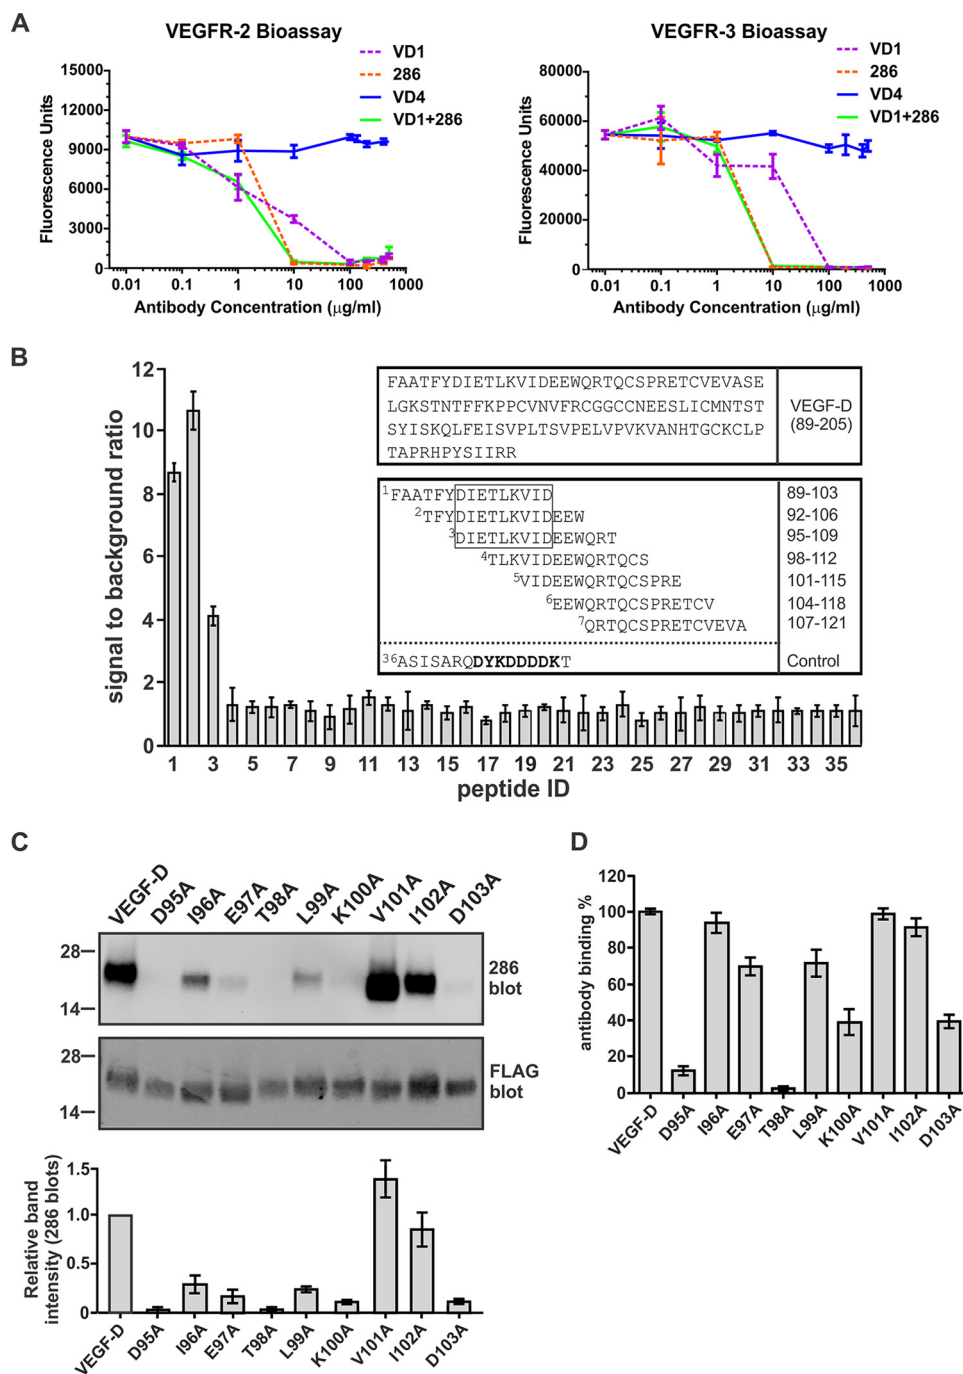 A
VEGFR-2 Bioassay
VD1
286
VD4
VD1+286
Fluorescence Units
15000
12000
9000
6000
3000
0
0.01 0.1 1 10 100 1000
Antibody Concentration (μg/ml)
VEGFR-3 Bioassay
VD1
286
VD4
VD1+286
Fluorescence Units
80000
60000
40000
20000
0
0.01 0.1 1 10 100 1000
Antibody Concentration (μg/ml)
B
signal to background ratio
12
10
8
6
4
2
0
1 3 5 7 9 11 13 15 17 19 21 23 25 27 29 31 33 35
peptide ID
FAATFYDIETLKVIDEEWQRTQCSPRETCVEVASE
LGKSTNTFFKPPCVNVFRCGGCCNEESLICMNTST
SYISKQLFEISVPLTSVPELVPVKVANHTGCKCLP
TAPRHPYSIIRR
VEGF-D
(89-205)
1FAATFYDIETLKVID 89-103
2TFYDIETLKVIDEEW 92-106
3DIETLKVIDEEWQRT 95-109
4TLKVIDEEWQRTQCS 98-112
5VIDEEWQRTQCSPRE 101-115
6EEWQRTQCSPRETCV 104-118
7QRTQCSPRETCVEVA 107-121
36ASISARQDYKDDDDKT Control
C
VEGF-D D95A I96A E97A T98A L99A K100A V101A I102A D103A
28
14
286
blot
28
14
FLAG
blot
Relative band
intensity (286 blots)
1.5
1.0
0.5
0
VEGF-D D95A I96A E97A T98A L99A K100A V101A I102A D103A
D
antibody binding %
100
80
60
40
20
0
VEGF-D D95A I96A E97A T98A L99A K100A V101A I102A D103A